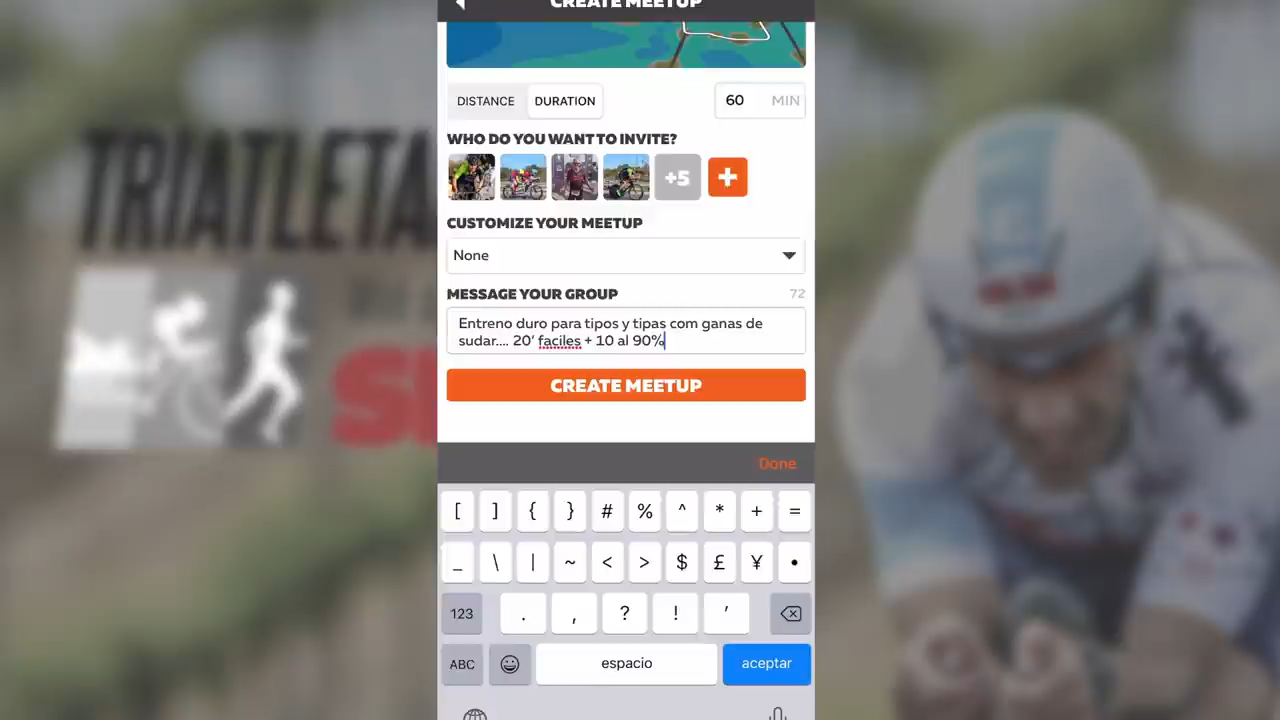 CREATE MEETUP
DISTANCE DURATION 60 MIN
WHO DO YOU WANT TO INVITE?
+5 +
CUSTOMIZE YOUR MEETUP
None
MESSAGE YOUR GROUP 72
Entreno duro para tipos y tipas com ganas de
sudar.... 20' faciles + 10 al 90%
CREATE MEETUP
Done
[ ] { } # % ^ * + =
_ \ | ~ < > $ £ ¥ •
123 . , ? ! '
ABC espacio aceptar
TRIATLETA